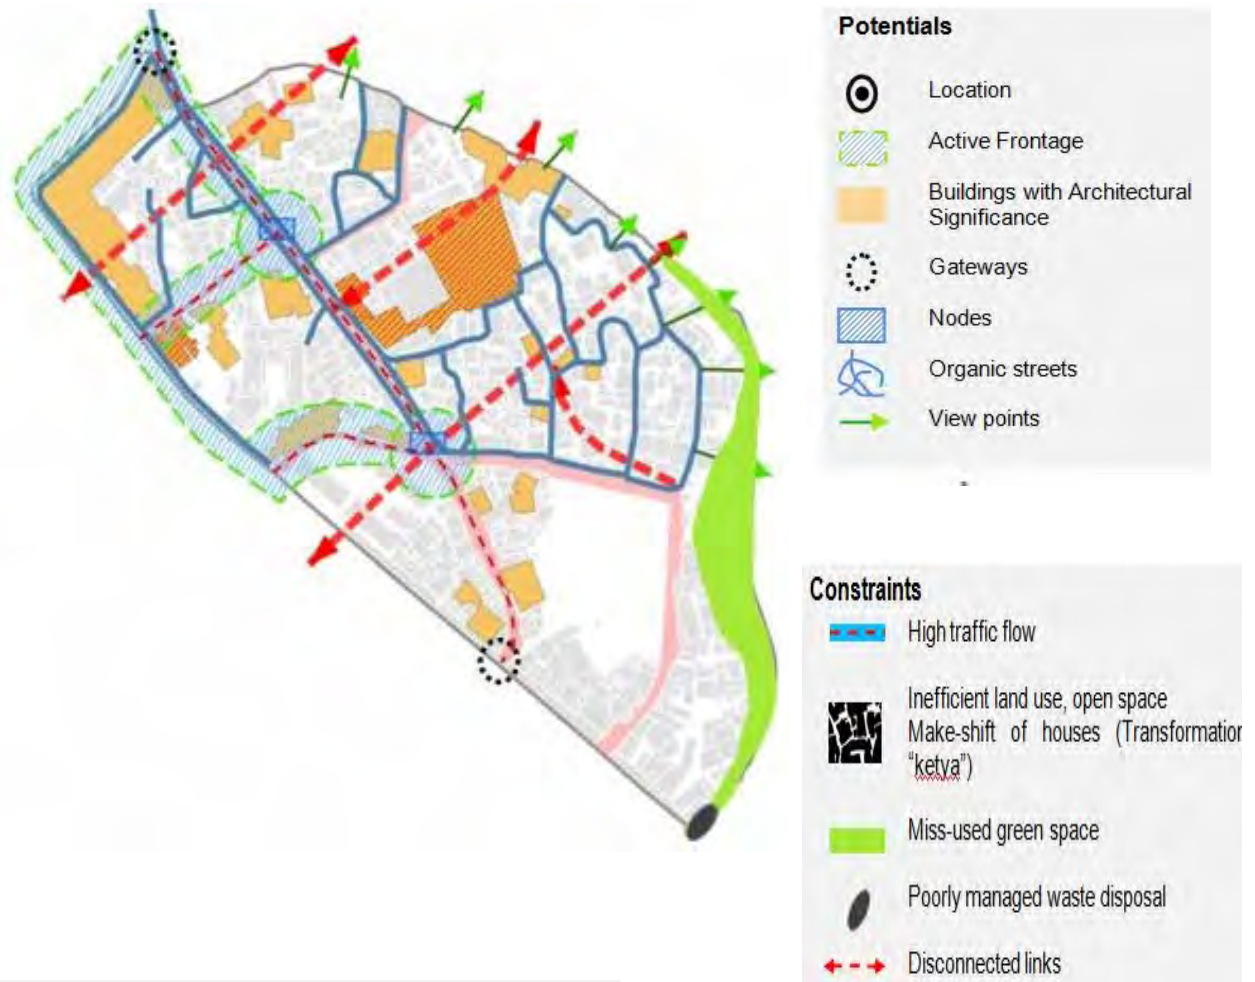 Potentials
Location
Active Frontage
Buildings with Architectural
Significance
Gateways
Nodes
Organic streets
View points
Constraints
High traffic flow
Inefficient land use, open space
Make-shift of houses (Transformation
“ketya”)
Miss-used green space
Poorly managed waste disposal
Disconnected links